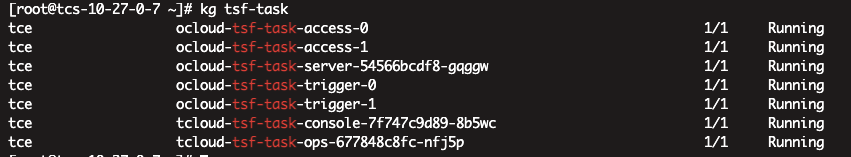 [root@tcs-10-27-0-7 ~]# kg tsf-task
tce ocloud-tsf-task-access-0 1/1 Running
tce ocloud-tsf-task-access-1 1/1 Running
tce ocloud-tsf-task-server-54566bcdf8-gqggw 1/1 Running
tce ocloud-tsf-task-trigger-0 1/1 Running
tce ocloud-tsf-task-trigger-1 1/1 Running
tce tcloud-tsf-task-console-7f747c9d89-8b5wc 1/1 Running
tce tcloud-tsf-task-ops-677848c8fc-nfj5p 1/1 Running